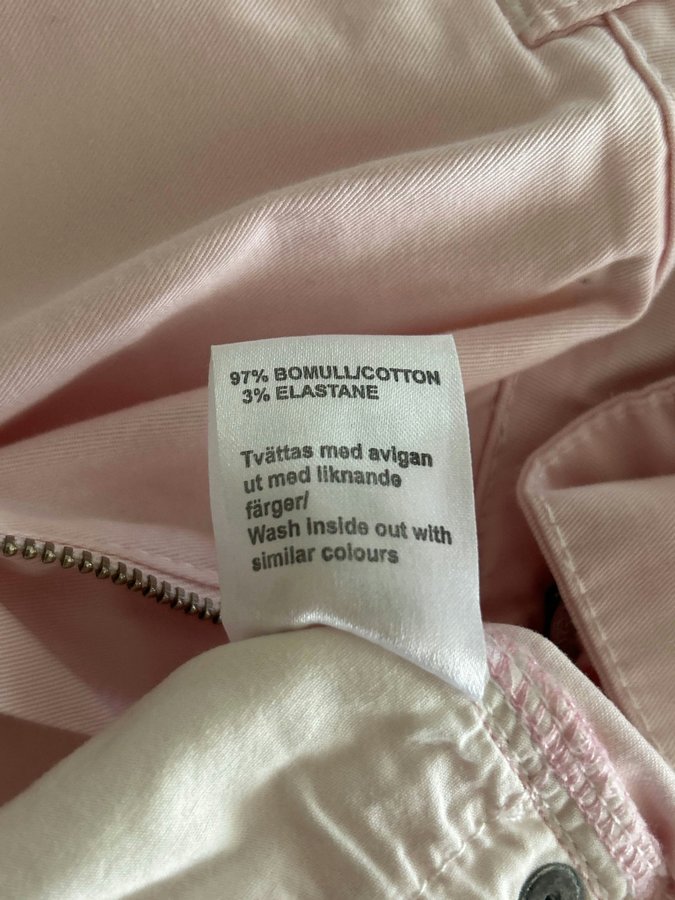 97% BOMULL/COTTON
3% ELASTANE
Tvättas med avigan
ut med liknande
färger/
Wash inside out with
similar colours